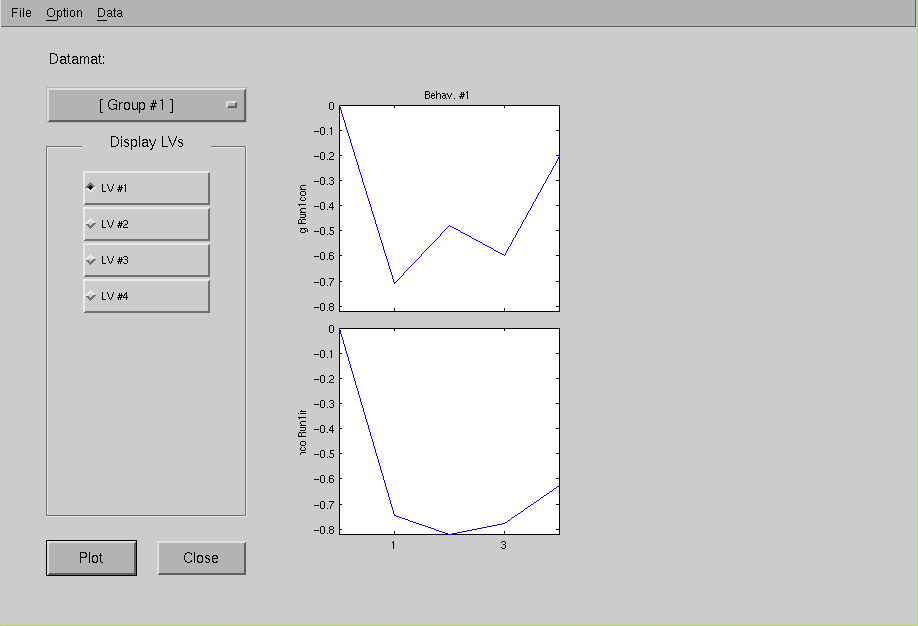 File Option Data
Datamat:
[ Group #1 ]
Display LVs
LV #1
LV #2
LV #3
LV #4
Plot Close
Behav. #1
g Run1con
0
−0.1
−0.2
−0.3
−0.4
−0.5
−0.6
−0.7
−0.8
nco Run1ir
0
−0.1
−0.2
−0.3
−0.4
−0.5
−0.6
−0.7
−0.8
1 3